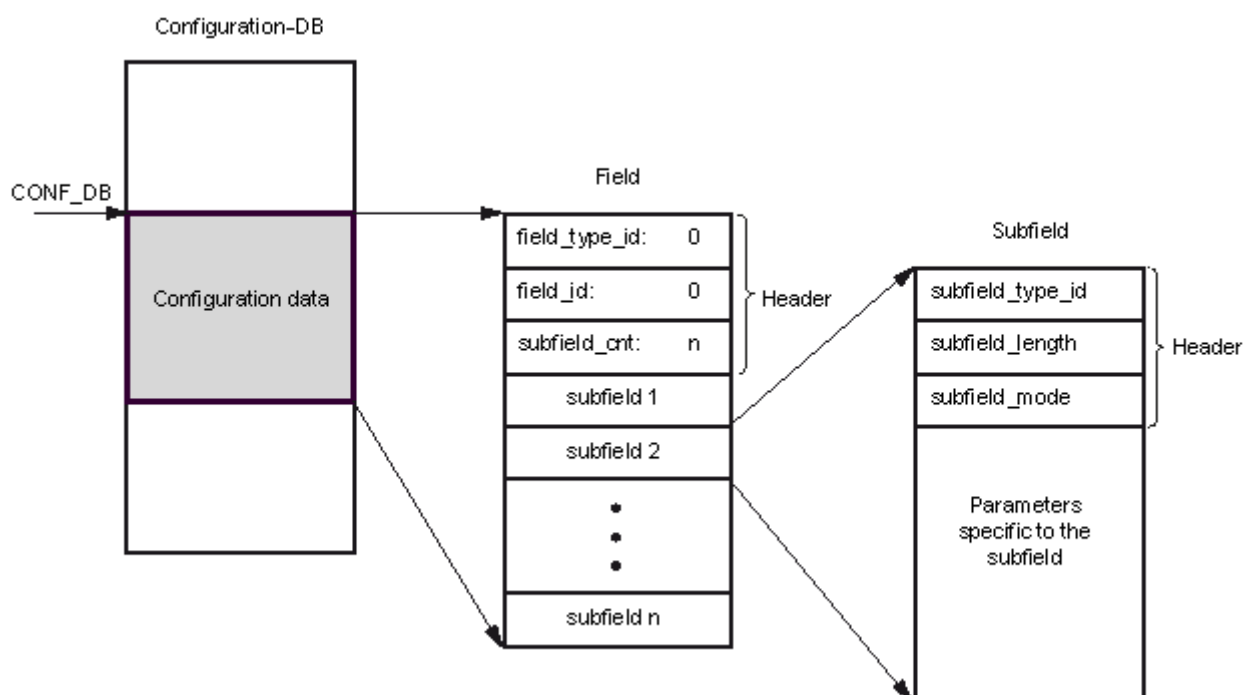 Configuration-DB
CONF_DB
Configuration data
Field
field_type_id: 0
field_id: 0
subfield_cnt: n
subfield 1
subfield 2
subfield n
Header
Subfield
subfield_type_id
subfield_length
subfield_mode
Header
Parameters
specific to the
subfield